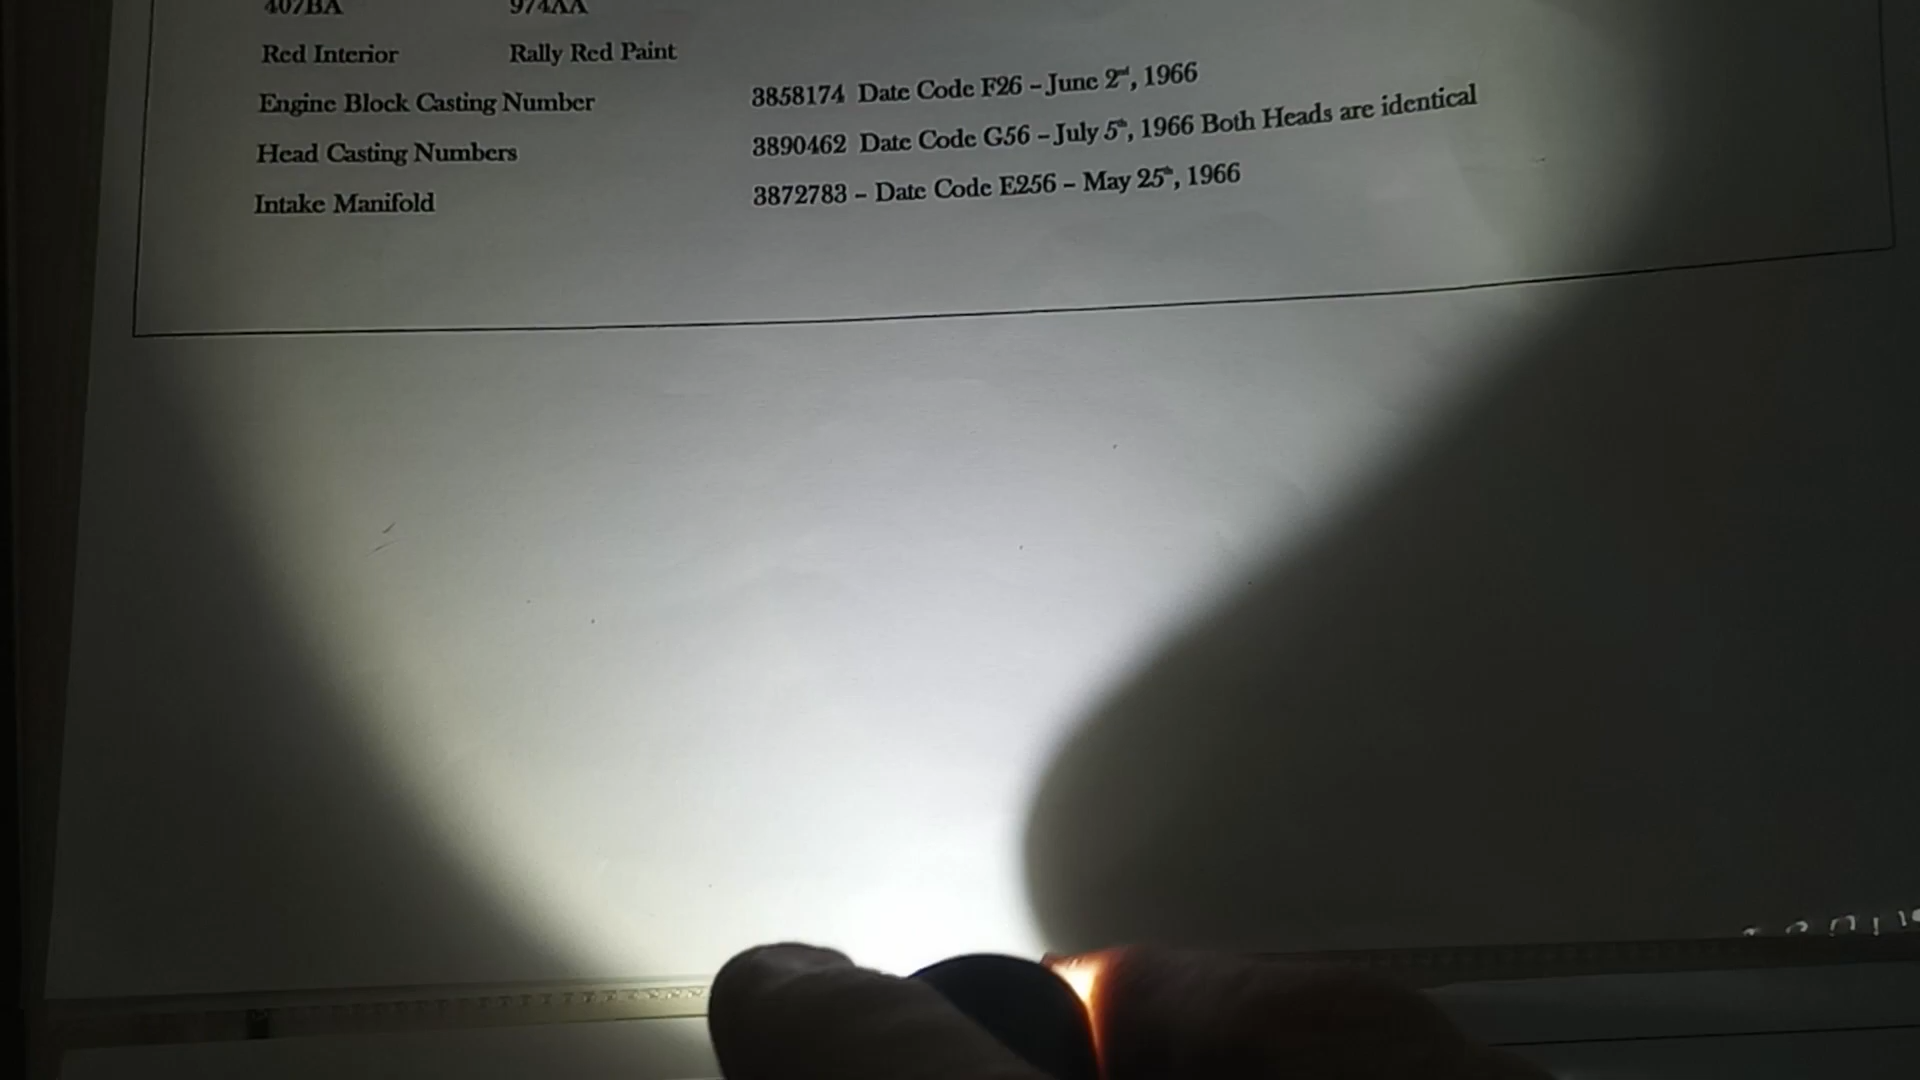 407BA 974AA
Red Interior Rally Red Paint
Engine Block Casting Number 3858174 Date Code F26 – June 2nd, 1966
Head Casting Numbers 3890462 Date Code G56 – July 5th, 1966 Both Heads are identical
Intake Manifold 3872783 – Date Code E256 – May 25th, 1966